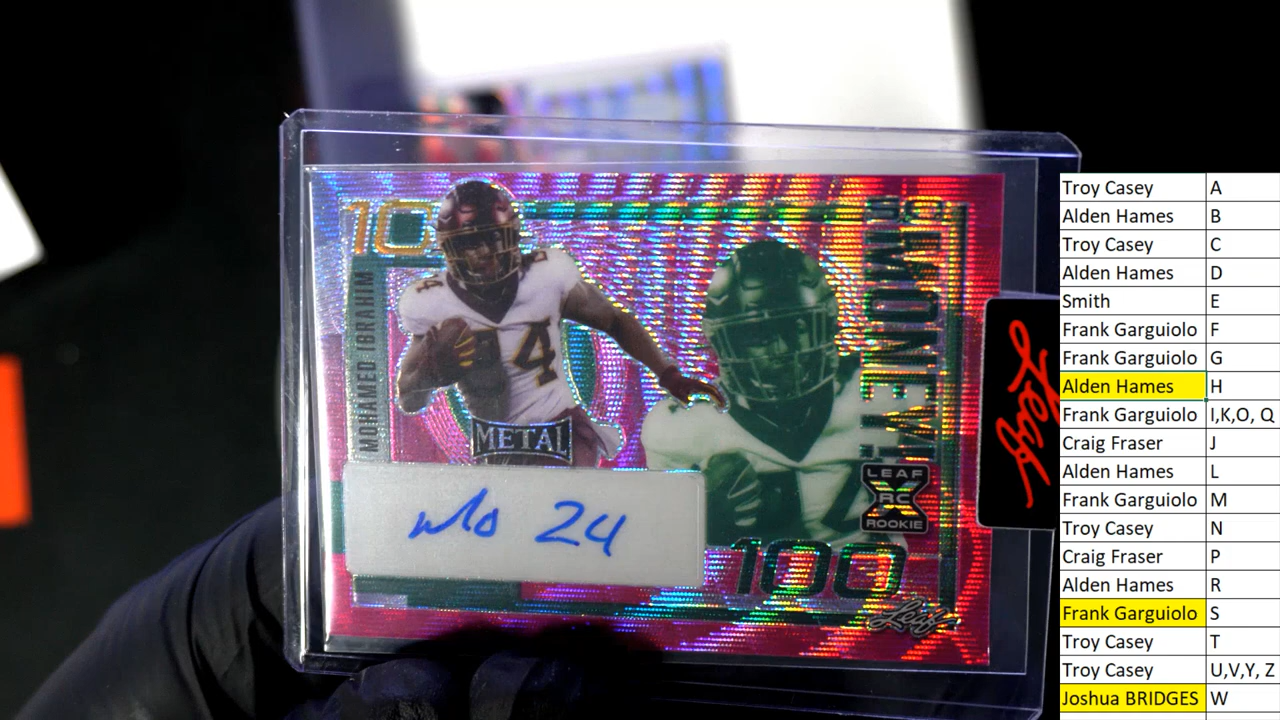 10
MOHAMED IBRAHIM
METAL
$MONEY!
LEAF
RC
ROOKIE
Mo 24
24
100
Leaf
Leaf
Troy Casey A
Alden Hames B
Troy Casey C
Alden Hames D
Smith E
Frank Garguiolo F
Frank Garguiolo G
Alden Hames H
Frank Garguiolo I,K,O, Q
Craig Fraser J
Alden Hames L
Frank Garguiolo M
Troy Casey N
Craig Fraser P
Alden Hames R
Frank Garguiolo S
Troy Casey T
Troy Casey U,V,Y, Z
Joshua BRIDGES W